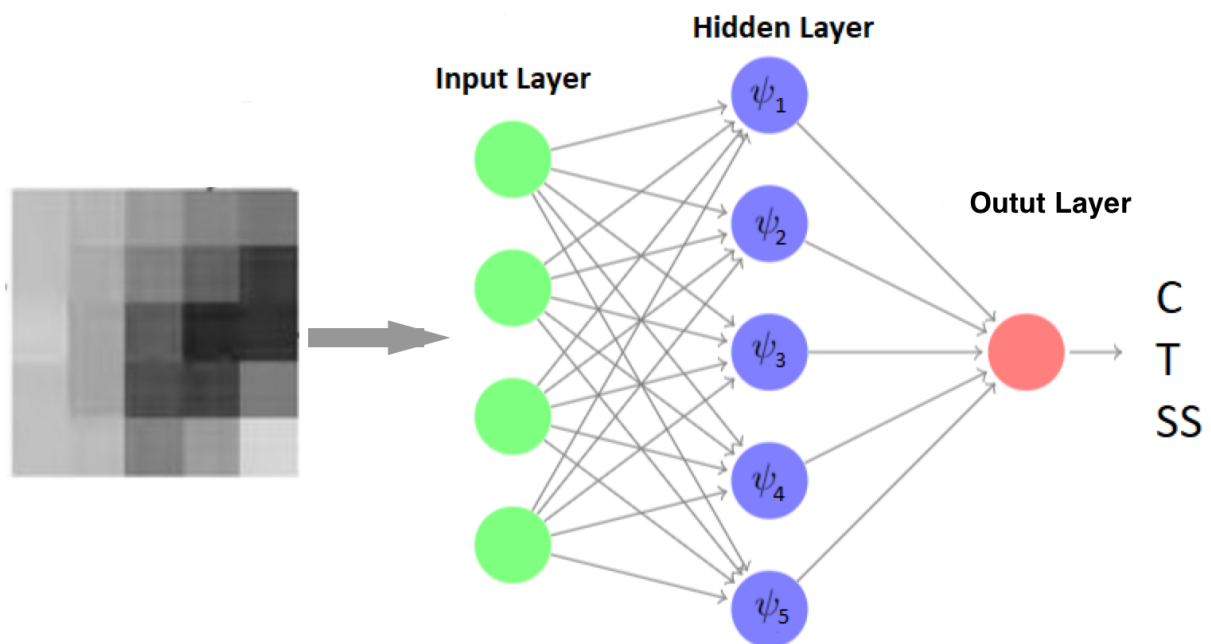 Hidden Layer
Input Layer
Outut Layer
ψ1
ψ2
ψ3
ψ4
ψ5
C
T
SS